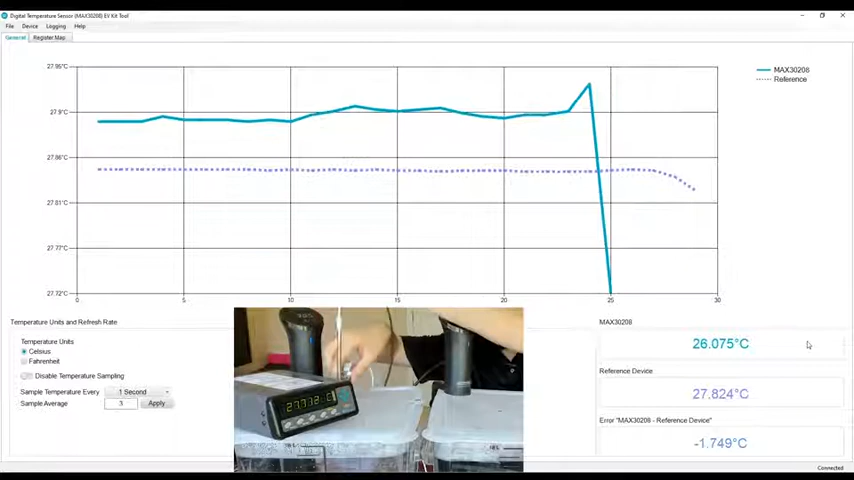 Digital Temperature Sensor (MAX30208) EV Kit Tool
File Device Logging Help
General Register Map
27.95°C
27.9°C
27.86°C
27.81°C
27.77°C
27.72°C
0 5 10 15 20 25 30
MAX30208
Reference
Temperature Units and Refresh Rate
Temperature Units
Celsius
Fahrenheit
Disable Temperature Sampling
Sample Temperature Every 1 Second
Sample Average 3 Apply
MAX30208
26.075°C
Reference Device
27.824°C
Error "MAX30208 - Reference Device"
-1.749°C
Connected